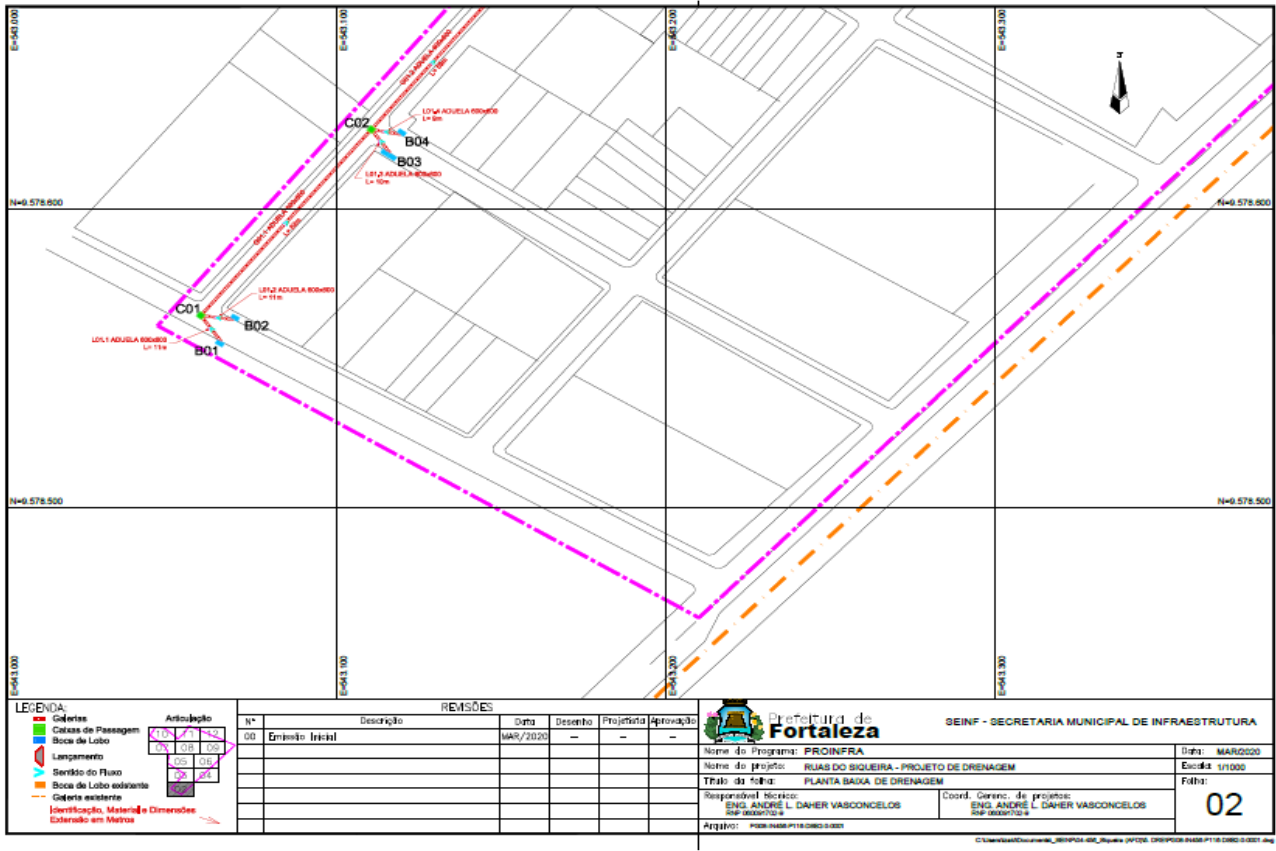 E=543.000
E=543.100
E=543.200
E=543.300
L= 59m
L01.4 ADUELA 600x600
L= 9m
C02
B04
B03
L01.3 ADUELA 600x600
L= 10m
N=9.578.600
N=9.578.600
L01.2 ADUELA 600x600
L= 11m
C01
B02
L01.1 ADUELA 600x600
L= 11m
B01
N=9.578.500
N=9.578.500
E=543.000
E=543.100
E=543.200
E=543.300
LEGENDA:
Galerias
Caixas de Passagem
Boca de Lobo
Lançamento
Sentido do Fluxo
Boca de Lobo existente
Galeria existente
Identificação, Material e Dimensões
Extensão em Metros
Articulação
10 11 12
07 08 09
05 06
03 04
REVISÕES
Nº Descrição Data Desenho Projetista Aprovação
00 Emissão Inicial MAR/2020 – – –
Prefeitura de
Fortaleza
SEINF - SECRETARIA MUNICIPAL DE INFRAESTRUTURA
Nome do Programa: PROINFRA
Data: MAR/2020
Nome do projeto: RUAS DO SIQUEIRA - PROJETO DE DRENAGEM
Escala: 1/1000
Título da folha: PLANTA BAIXA DE DRENAGEM
Folha:
02
Responsável técnico:
ENG. ANDRÉ L. DAHER VASCONCELOS
Coord. Gerenc. de projetos:
ENG. ANDRÉ L. DAHER VASCONCELOS
Arquivo: